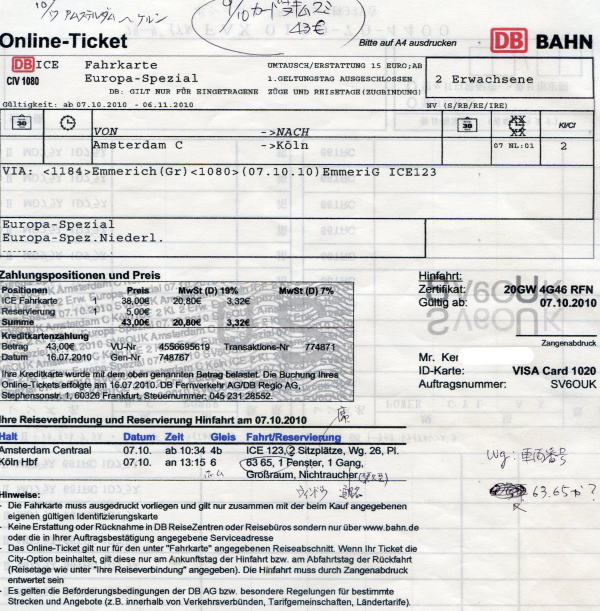 10/7 アムステルダム → ケルン
43€
Online-Ticket
Bitte auf A4 ausdrucken
DB BAHN
DB ICE Fahrkarte UMTAUSCH/ERSTATTUNG 15 EURO;AB
CIV 1080 Europa-Spezial 1.GELTUNGSTAG AUSGESCHLOSSEN 2 Erwachsene
DB: GILT NUR FÜR EINGETRAGENE ZÜGE UND REISETAGE(ZUGBINDUNG)
Gültigkeit: ab 07.10.2010 - 06.11.2010 NV (S/RB/RE/IRE)
VON ->NACH Kl/Cl
Amsterdam C ->Köln 07 NL:01 2
VIA: <1184>Emmerich(Gr)<1080>(07.10.10)EmmeriG ICE123
Europa-Spezial
Europa-Spez.Niederl.
Zahlungspositionen und Preis
Positionen Preis MwSt (D) 19% MwSt (D) 7%
ICE Fahrkarte 1 38,00€ 20,80€ 3,32€
Reservierung 1 5,00€
Summe 43,00€ 20,80€ 3,32€
Kreditkartenzahlung
Betrag 43,00€ VU-Nr 4556695619 Transaktions-Nr 774871
Datum 16.07.2010 Gen-Nr 748767
Ihre Kreditkarte wurde mit dem oben genannten Betrag belastet. Die Buchung Ihres
Online-Tickets erfolgte am 16.07.2010. DB Fernverkehr AG/DB Regio AG,
Stephensonstr. 1, 60326 Frankfurt, Steuernummer: 045 231 28552.
Hinfahrt:
Zertifikat: 20GW 4G46 RFN
Gültig ab: 07.10.2010
SV6OUK
Zangenabdruck
Mr. Ker
ID-Karte: VISA Card 1020
Auftragsnummer: SV6OUK
Ihre Reiseverbindung und Reservierung Hinfahrt am 07.10.2010
Halt Datum Zeit Gleis Fahrt/Reservierung
Amsterdam Centraal 07.10. ab 10:34 4b ICE 123, 2 Sitzplätze, Wg. 26, Pl.
Köln Hbf 07.10. an 13:15 6 63 65, 1 Fenster, 1 Gang,
Großraum, Nichtraucher
ホーム
Wg: 車両番号
63.65か?
Hinweise:
- Die Fahrkarte muss ausgedruckt vorliegen und gilt nur zusammen mit der beim Kauf angegebenen
eigenen gültigen Identifizierungskarte
- Keine Erstattung oder Rücknahme in DB ReiseZentren oder Reisebüros sondern nur über www.bahn.de
oder die in Ihrer Auftragsbestätigung angegebene Serviceadresse
- Das Online-Ticket gilt nur für den unter "Fahrkarte" angegebenen Reiseabschnitt. Wenn Ihr Ticket die
City-Option beinhaltet, gilt diese nur am Ankunftstag der Hinfahrt bzw. am Abfahrtstag der Rückfahrt
(Reisetage wie unter "Ihre Reiseverbindung" angegeben). Die Hinfahrt muss durch Zangenabdruck
entwertet sein
- Es gelten die Beförderungsbedingungen der DB AG bzw. besondere Regelungen für bestimmte
Strecken und Angebote (z.B. innerhalb von Verkehrsverbünden, Tarifgemeinschaften, Ländertarife).